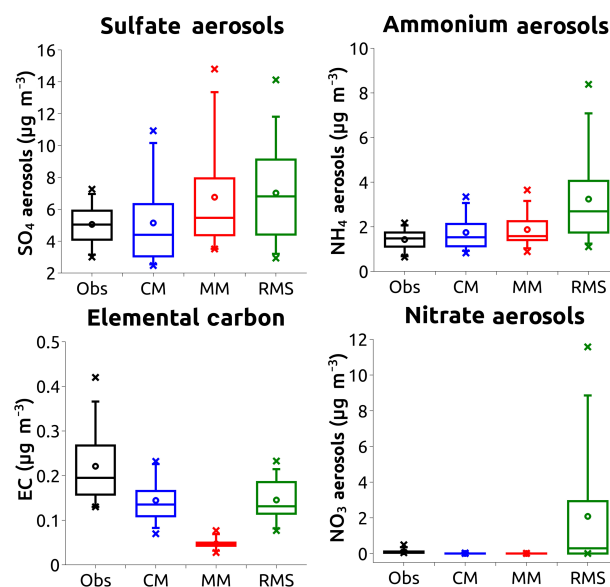 Sulfate aerosols
SO₄ aerosols (µg m⁻³)
16
14
12
10
8
6
4
2
Obs CM MM RMS
Ammonium aerosols
NH₄ aerosols (µg m⁻³)
10
8
6
4
2
0
Obs CM MM RMS
Elemental carbon
EC (µg m⁻³)
0.5
0.4
0.3
0.2
0.1
0
Obs CM MM RMS
Nitrate aerosols
NO₃ aerosols (µg m⁻³)
12
10
8
6
4
2
0
Obs CM MM RMS